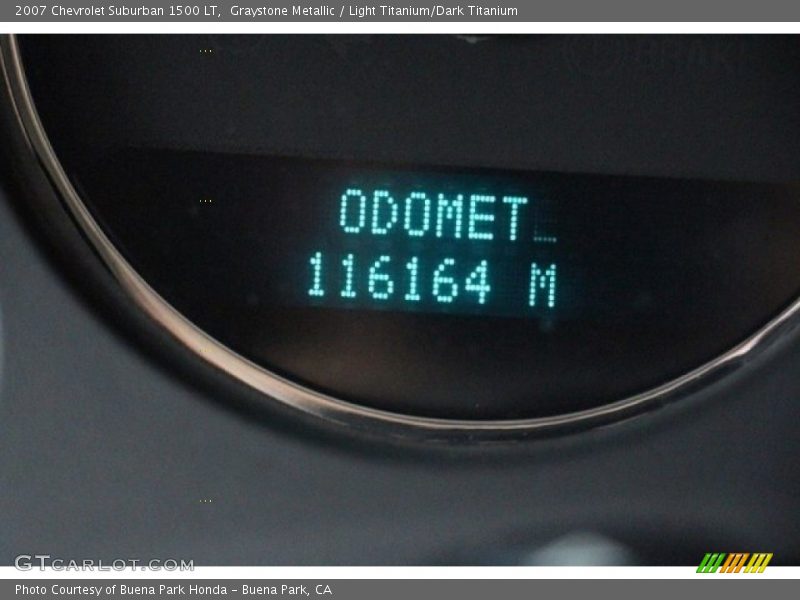 2007 Chevrolet Suburban 1500 LT,  Graystone Metallic / Light Titanium/Dark Titanium
ODOMET_
116164 M
GTCARLOT.COM
Photo Courtesy of Buena Park Honda - Buena Park, CA